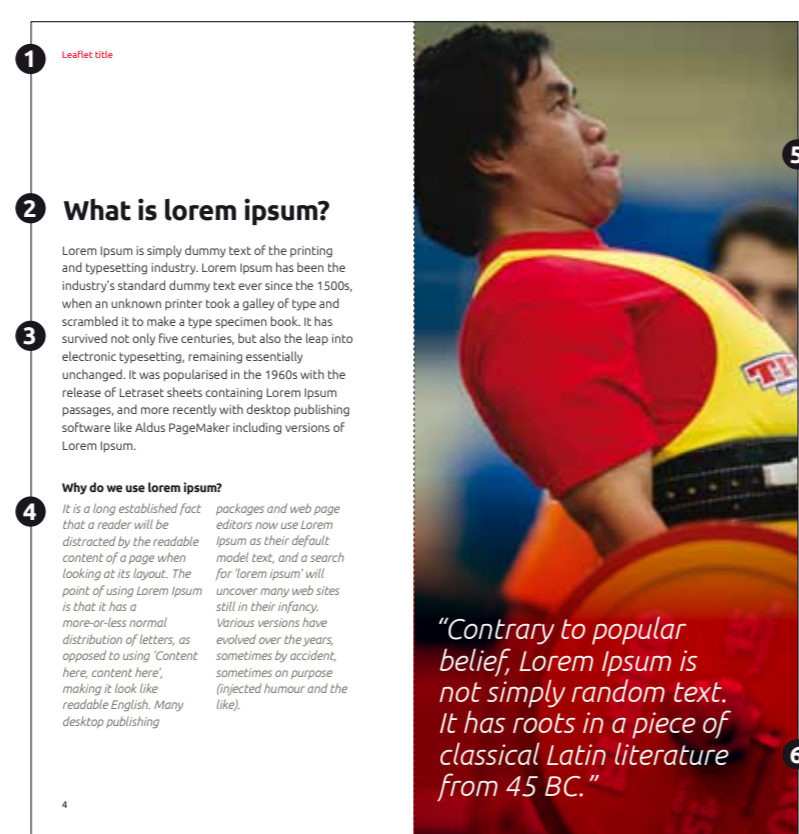 1
Leaflet title
2
What is lorem ipsum?
Lorem Ipsum is simply dummy text of the printing
and typesetting industry. Lorem Ipsum has been the
industry's standard dummy text ever since the 1500s,
when an unknown printer took a galley of type and
scrambled it to make a type specimen book. It has
3
survived not only five centuries, but also the leap into
electronic typesetting, remaining essentially
unchanged. It was popularised in the 1960s with the
release of Letraset sheets containing Lorem Ipsum
passages, and more recently with desktop publishing
software like Aldus PageMaker including versions of
Lorem Ipsum.
Why do we use lorem ipsum?
4
It is a long established fact
that a reader will be
distracted by the readable
content of a page when
looking at its layout. The
point of using Lorem Ipsum
is that it has a
more-or-less normal
distribution of letters, as
opposed to using 'Content
here, content here',
making it look like
readable English. Many
desktop publishing
packages and web page
editors now use Lorem
Ipsum as their default
model text, and a search
for 'lorem ipsum' will
uncover many web sites
still in their infancy.
Various versions have
evolved over the years,
sometimes by accident,
sometimes on purpose
(injected humour and the
like).
4
5
"Contrary to popular
belief, Lorem Ipsum is
not simply random text.
It has roots in a piece of
classical Latin literature
from 45 BC."
6